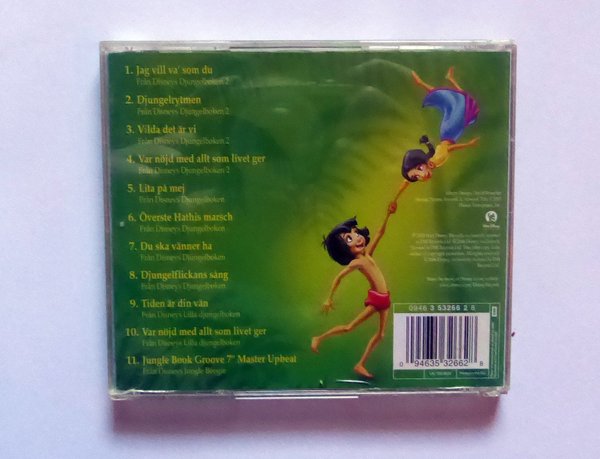 1. Jag vill va' som du
Från Disneys Djungelboken 2
2. Djungelrytmen
Från Disneys Djungelboken 2
3. Vilda det är vi
Från Disneys Djungelboken 2
4. Var nöjd med allt som livet ger
Från Disneys Djungelboken 2
5. Lita på mej
Från Disneys Djungelboken
6. Överste Hathis marsch
Från Disneys Djungelboken
7. Du ska vänner ha
Från Disneys Djungelboken
8. Djungelflickans sång
Från Disneys Djungelboken
9. Tiden är din vän
Från Disneys Lilla djungelboken
10. Var nöjd med allt som livet ger
Från Disneys Lilla djungelboken
11. Jungle Book Groove 7" Master Upbeat
Från Disneys Jungle Boogie
0946 3 53266 2 8
0 94635 32662 8